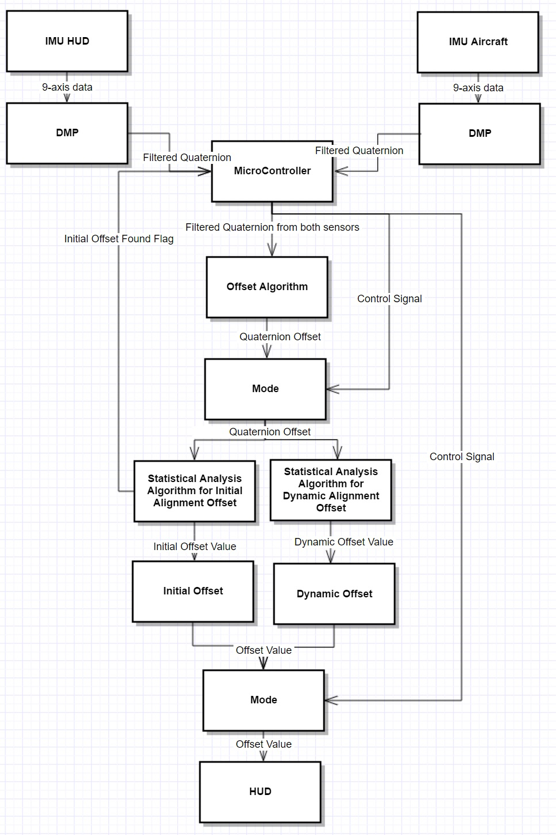 IMU HUD
IMU Aircraft
9-axis data
9-axis data
DMP
DMP
Filtered Quaternion
Filtered Quaternion
MicroController
Filtered Quaternion from both sensors
Initial Offset Found Flag
Offset Algorithm
Control Signal
Quaternion Offset
Mode
Quaternion Offset
Control Signal
Statistical Analysis
Algorithm for Initial
Alignment Offset
Statistical Analysis
Algorithm for
Dynamic Alignment
Offset
Initial Offset Value
Dynamic Offset Value
Initial Offset
Dynamic Offset
Offset Value
Mode
Offset Value
HUD